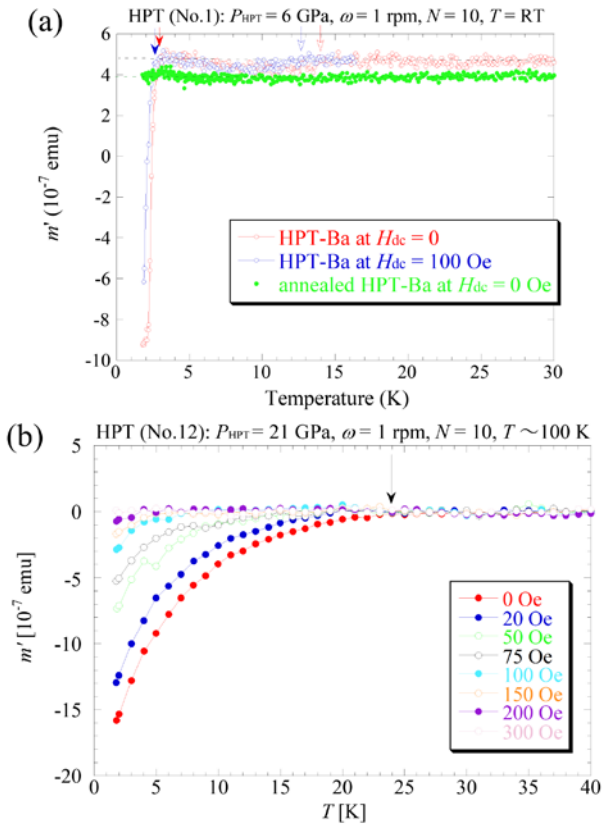 (a) HPT (No.1): PHPT = 6 GPa, ω = 1 rpm, N = 10, T = RT
6
4
2
0
-2
-4
-6
-8
-10
m′ (10⁻⁷ emu)
HPT-Ba at Hdc = 0
HPT-Ba at Hdc = 100 Oe
annealed HPT-Ba at Hdc = 0 Oe
0 5 10 15 20 25 30
Temperature (K)
(b) HPT (No.12): PHPT = 21 GPa, ω = 1 rpm, N = 10, T ~100 K
5
0
-5
-10
-15
-20
m′ [10⁻⁷ emu]
0 Oe
20 Oe
50 Oe
75 Oe
100 Oe
150 Oe
200 Oe
300 Oe
0 5 10 15 20 25 30 35 40
T [K]